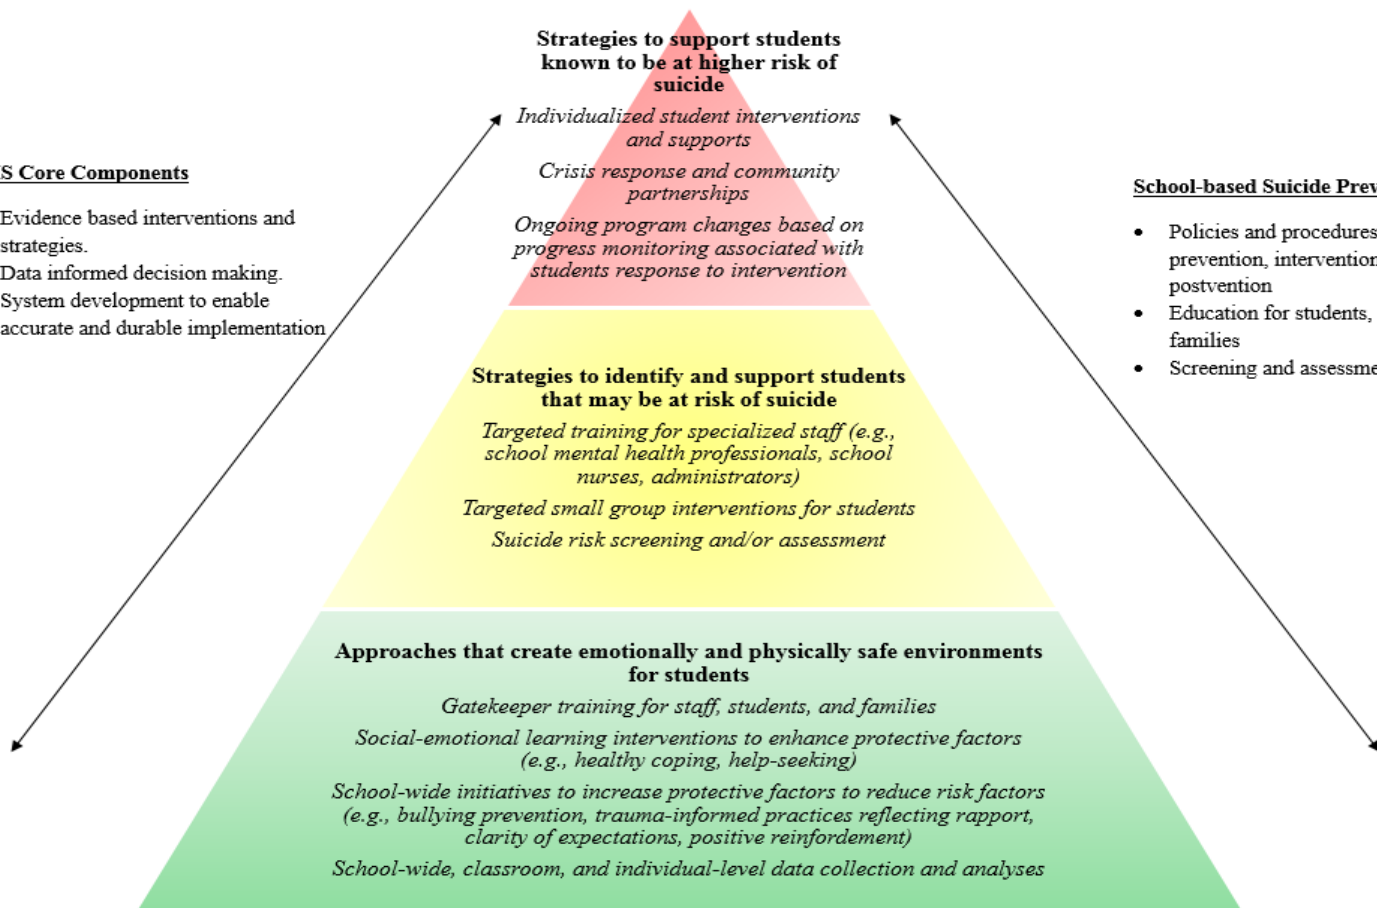 Strategies to support students
known to be at higher risk of
suicide
Individualized student interventions
and supports
Crisis response and community
partnerships
Ongoing program changes based on
progress monitoring associated with
students response to intervention
S Core Components
Evidence based interventions and
strategies.
Data informed decision making.
System development to enable
accurate and durable implementation
School-based Suicide Prev
• Policies and procedures
prevention, intervention
postvention
• Education for students,
families
• Screening and assessme
Strategies to identify and support students
that may be at risk of suicide
Targeted training for specialized staff (e.g.,
school mental health professionals, school
nurses, administrators)
Targeted small group interventions for students
Suicide risk screening and/or assessment
Approaches that create emotionally and physically safe environments
for students
Gatekeeper training for staff, students, and families
Social-emotional learning interventions to enhance protective factors
(e.g., healthy coping, help-seeking)
School-wide initiatives to increase protective factors to reduce risk factors
(e.g., bullying prevention, trauma-informed practices reflecting rapport,
clarity of expectations, positive reinfordement)
School-wide, classroom, and individual-level data collection and analyses